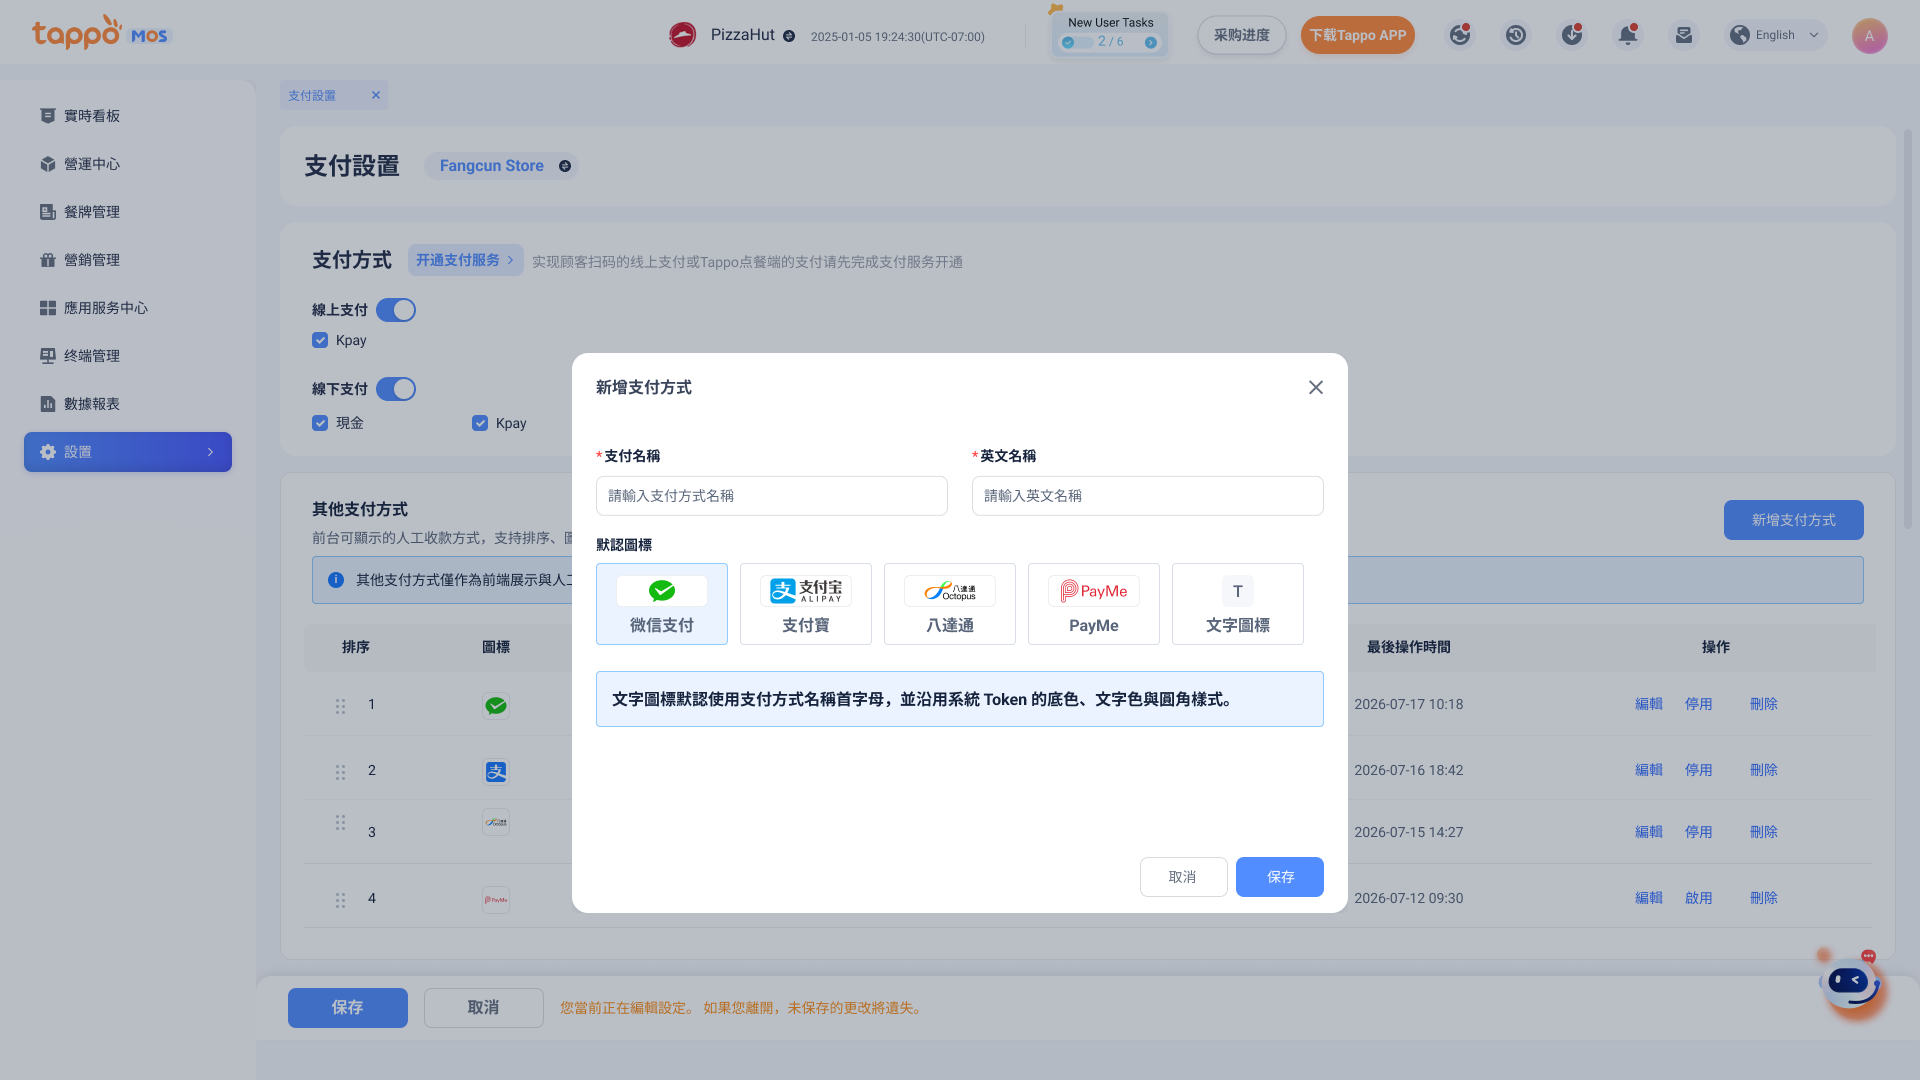 tappo MOS
PizzaHut
2025-01-05 19:24:30(UTC-07:00)
New User Tasks
2 / 6
采购进度
下载Tappo APP
English
A
實時看板
營運中心
餐牌管理
營銷管理
應用服务中心
终端管理
數據報表
設置
支付設置
支付設置
Fangcun Store
支付方式
开通支付服务
实现顾客扫码的线上支付或Tappo点餐端的支付请先完成支付服务开通
線上支付
Kpay
線下支付
現金
Kpay
其他支付方式
前台可顯示的人工收款方式，支持排序、
新增支付方式
其他支付方式僅作為前端展示與人工
排序
圖標
最後操作時間
操作
1
2026-07-17 10:18
編輯
停用
刪除
2
支
2026-07-16 18:42
編輯
停用
刪除
3
2026-07-15 14:27
編輯
停用
刪除
4
PayMe
2026-07-12 09:30
編輯
啟用
刪除
新增支付方式
*支付名稱
*英文名稱
請輸入支付方式名稱
請輸入英文名稱
默認圖標
微信支付
支 支付宝
ALIPAY
支付寶
八達通
Octopus
八達通
PayMe
PayMe
T
文字圖標
文字圖標默認使用支付方式名稱首字母，並沿用系統 Token 的底色、文字色與圓角樣式。
取消
保存
保存
取消
您當前正在編輯設定。 如果您離開，未保存的更改將遺失。